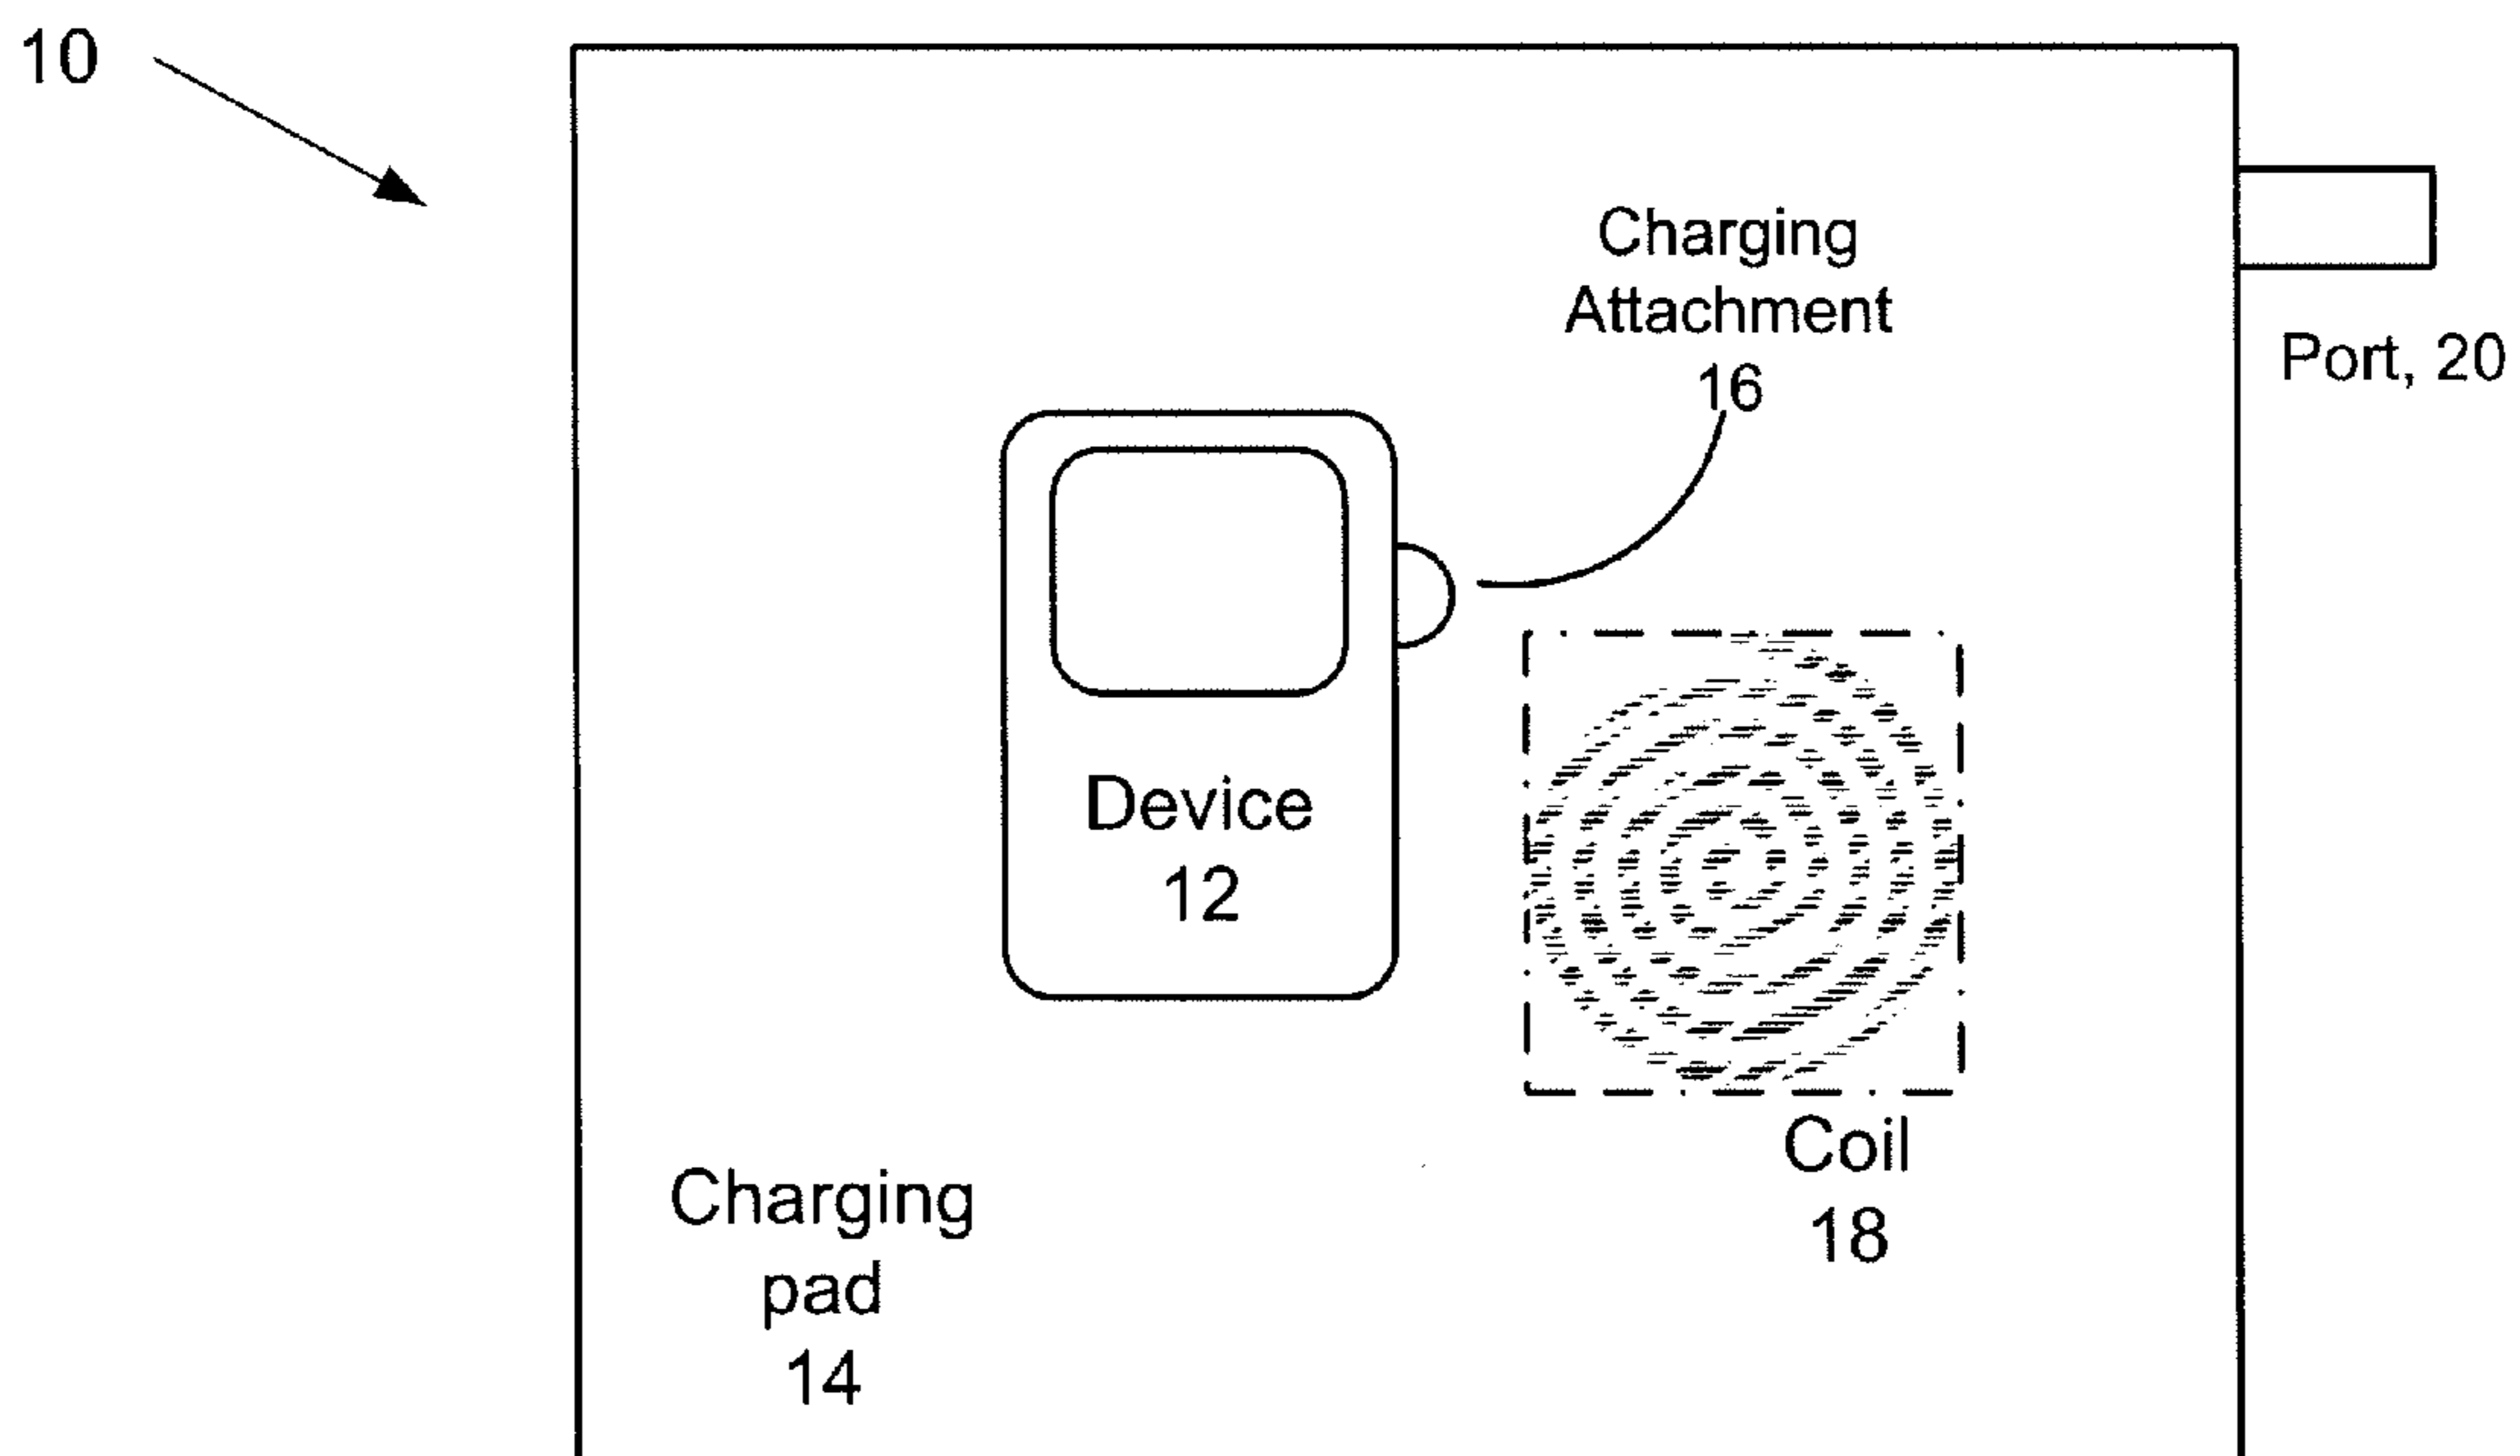 10
Charging
Attachment
16
Port, 20
Device
12
Coil
18
Charging
pad
14